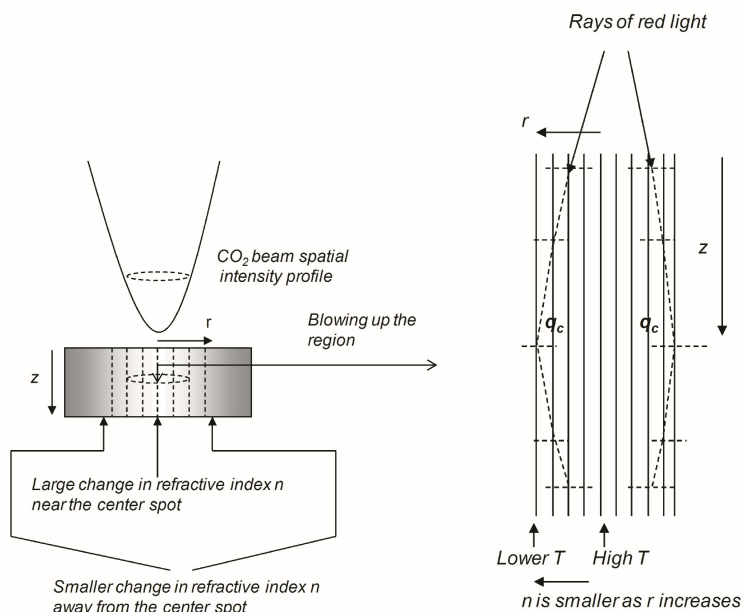 Rays of red light
r
CO2 beam spatial
intensity profile
z
r
Blowing up the
region
qc
qc
z
Large change in refractive index n
near the center spot
Lower T
High T
Smaller change in refractive index n
away from the center spot
n is smaller as r increases